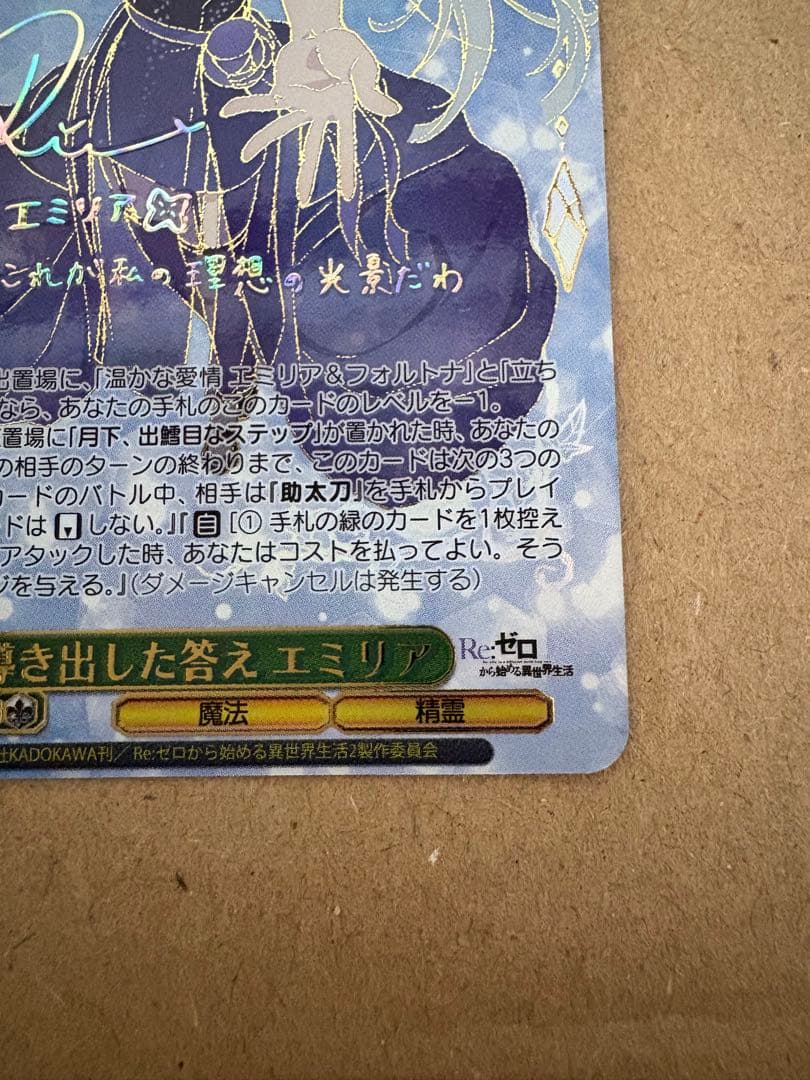 エミリア
これが私の理想の光景だわ
出置場に、「温かな愛情 エミリア＆フォルトナ」と「立ち
なら、あなたの手札のこのカードのレベルを－1。
置場に「月下、出鱈目なステップ」が置かれた時、あなたの
の相手のターンの終わりまで、このカードは次の3つの
カードのバトル中、相手は『助太刀』を手札からプレイ
ードは しない。』『自［① 手札の緑のカードを1枚控え
アタックした時、あなたはコストを払ってよい。そう
ジを与える。』（ダメージキャンセルは発生する）
導き出した答え エミリア
Re:ゼロ
から始める異世界生活
魔法
精霊
社KADOKAWA刊／ Re:ゼロから始める異世界生活2製作委員会